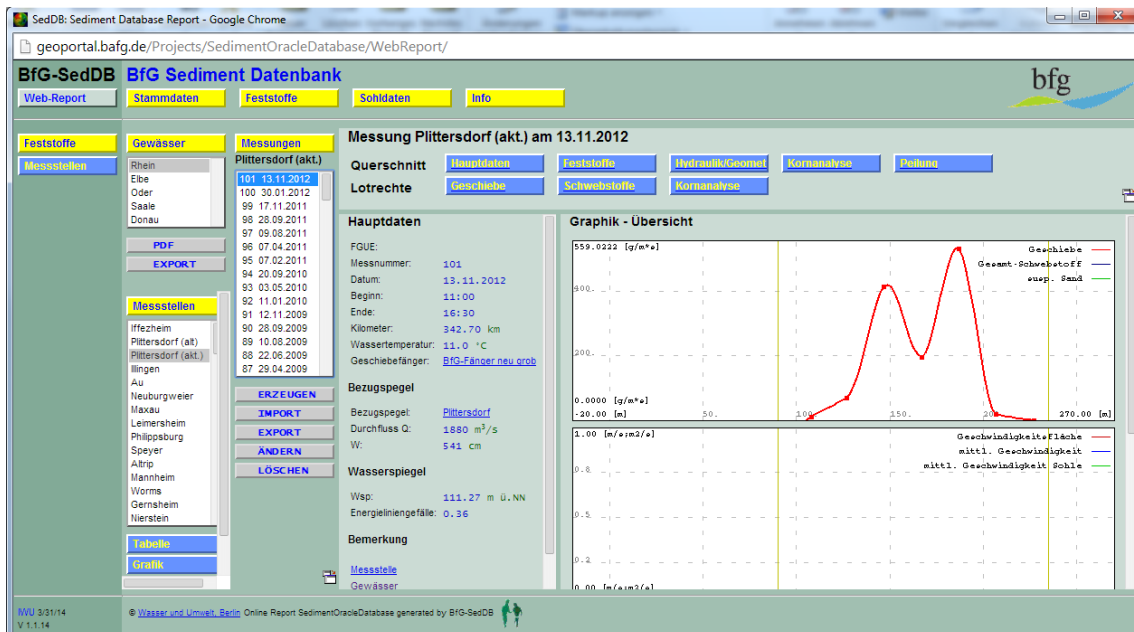 SedDB: Sediment Database Report - Google Chrome
geoportal.bafg.de/Projects/SedimentOracleDatabase/WebReport/
BfG-SedDB BfG Sediment Datenbank
bfg
Web-Report Stammdaten Feststoffe Sohldaten Info
Feststoffe
Messstellen
Gewässer
Rhein
Elbe
Oder
Saale
Donau
PDF
EXPORT
Messstellen
Iffezheim
Plittersdorf (alt)
Plittersdorf (akt.)
Illingen
Au
Neuburgweier
Maxau
Leimersheim
Philippsburg
Speyer
Altrip
Mannheim
Worms
Gernsheim
Nierstein
Tabelle
Grafik
Messungen
Plittersdorf (akt.)
101 13.11.2012
100 30.01.2012
99 17.11.2011
98 28.09.2011
97 09.08.2011
96 07.04.2011
95 07.02.2011
94 20.09.2010
93 03.05.2010
92 11.01.2010
91 12.11.2009
90 28.09.2009
89 10.08.2009
88 22.06.2009
87 29.04.2009
ERZEUGEN
IMPORT
EXPORT
ÄNDERN
LÖSCHEN
Messung Plittersdorf (akt.) am 13.11.2012
Querschnitt Hauptdaten Feststoffe Hydraulik/Geomet Kornanalyse Peilung
Lotrechte Geschiebe Schwebstoffe Kornanalyse
Hauptdaten
FGUE:
Messnummer: 101
Datum: 13.11.2012
Beginn: 11:00
Ende: 16:30
Kilometer: 342.70 km
Wassertemperatur: 11.0 °C
Geschiebefänger: BfG-Fänger neu grob
Bezugspegel
Bezugspegel: Plittersdorf
Durchfluss Q: 1880 m³/s
W: 541 cm
Wasserspiegel
Wsp: 111.27 m ü.NN
Energieliniengefälle: 0.36
Bemerkung
Messstelle
Gewässer
Graphik - Übersicht
559.0222 [g/m*s]
Geschiebe
Gesamt-Schwebstoff
susp. Sand
400.
200.
0.0000 [g/m*s]
-20.00 [m] 50. 100. 150. 20 270.00 [m]
1.00 [m/s;m2/s]
Geschwindigkeitsfläche
mittl. Geschwindigkeit
mittl. Geschwindigkeit Sohle
0.8
0.5
0.2
0.00 [m/s;m2/s]
IWU 3/31/14
V 1.1.14
© Wasser und Umwelt, Berlin Online Report SedimentOracleDatabase generated by BfG-SedDB